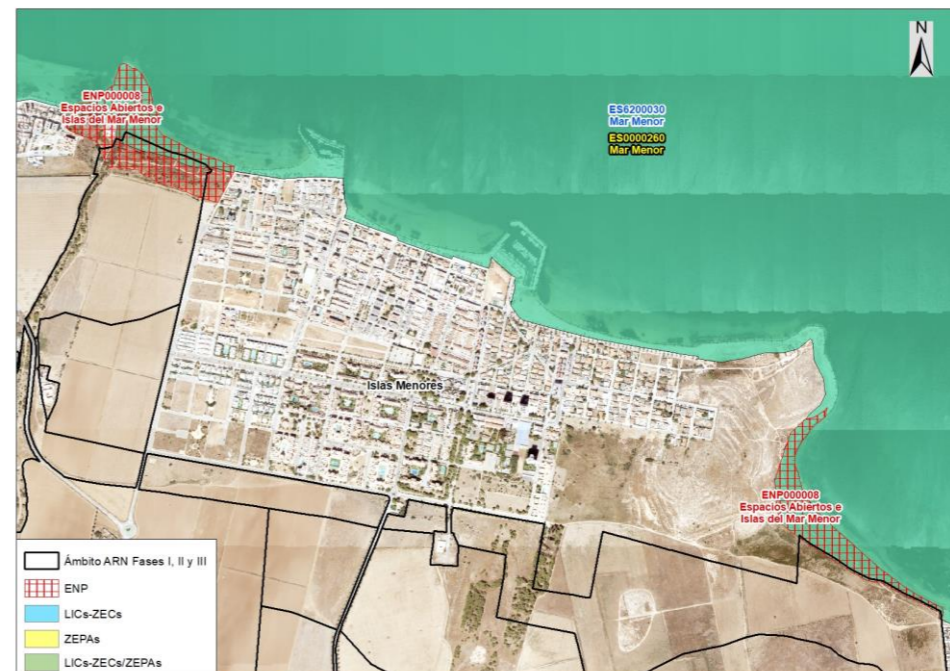 N
ENP000008
Espacios Abiertos e
Islas del Mar Menor
ES6200030
Mar Menor
ES0000260
Mar Menor
Islas Menores
ENP000008
Espacios Abiertos e
Islas del Mar Menor
Ámbito ARN Fases I, II y III
ENP
LICs-ZECs
ZEPAs
LICs-ZECs/ZEPAs